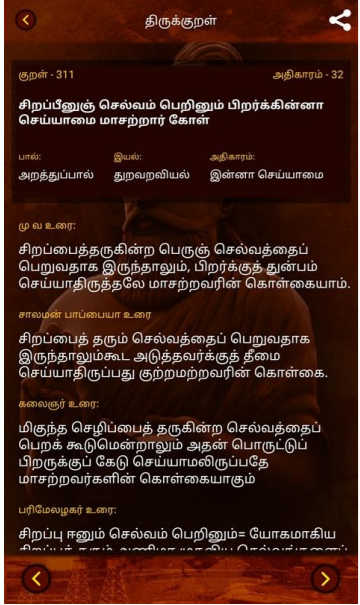 திருக்குறள்
குறள் - 311
அதிகாரம் - 32
சிறப்பீனுஞ் செல்வம் பெறினும் பிறர்க்கின்னா
செய்யாமை மாசற்றார் கோள்
பால்:
இயல்:
அதிகாரம்:
அறத்துப்பால்
துறவறவியல்
இன்னா செய்யாமை
மு வ உரை:
சிறப்பைத்தருகின்ற பெருஞ் செல்வத்தைப்
பெறுவதாக இருந்தாலும், பிறர்க்குத் துன்பம்
செய்யாதிருத்தலே மாசற்றவரின் கொள்கையாம்.
சாலமன் பாப்பையா உரை
சிறப்பைத் தரும் செல்வத்தைப் பெறுவதாக
இருந்தாலும்கூட அடுத்தவர்க்குத் தீமை
செய்யாதிருப்பது குற்றமற்றவரின் கொள்கை.
கலைஞர் உரை:
மிகுந்த செழிப்பைத் தருகின்ற செல்வத்தைப்
பெறக் கூடுமென்றாலும் அதன் பொருட்டுப்
பிறருக்குப் கேடு செய்யாமலிருப்பதே
மாசற்றவர்களின் கொள்கையாகும்
பரிமேலழகர் உரை:
சிறப்பு ஈனும் செல்வம் பெறினும்= யோகமாகிய